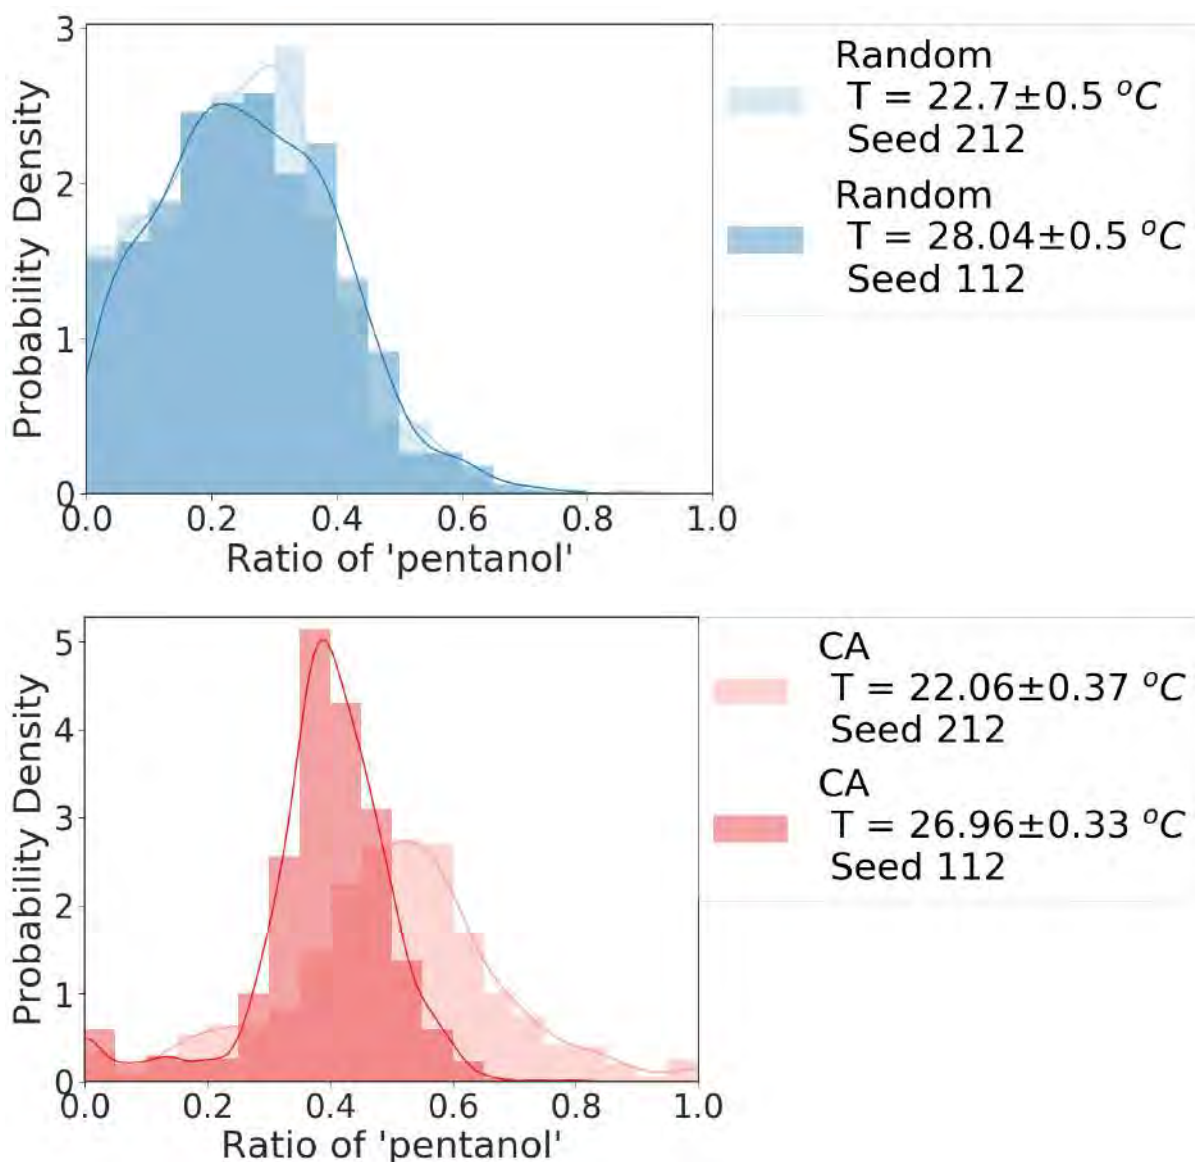 3
2
1
0
Probability Density
0.0 0.2 0.4 0.6 0.8 1.0
Ratio of 'pentanol'
Random
T = 22.7±0.5 °C
Seed 212
Random
T = 28.04±0.5 °C
Seed 112
5
4
3
2
1
0
Probability Density
0.0 0.2 0.4 0.6 0.8 1.0
Ratio of 'pentanol'
CA
T = 22.06±0.37 °C
Seed 212
CA
T = 26.96±0.33 °C
Seed 112